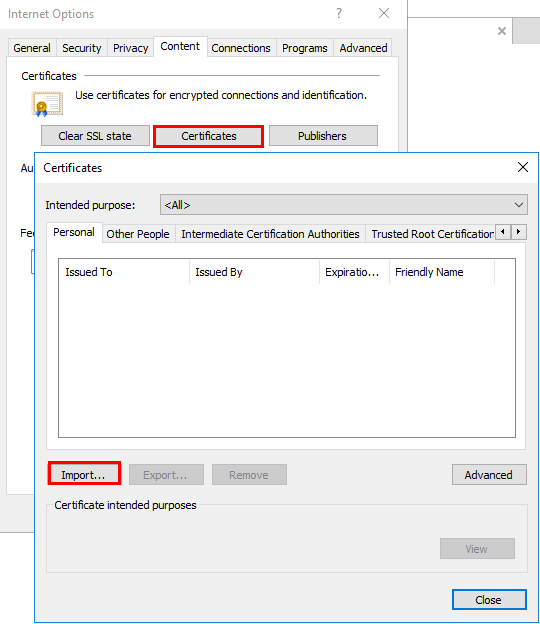 Internet Options
General Security Privacy Content Connections Programs Advanced
Certificates
Use certificates for encrypted connections and identification.
Clear SSL state Certificates Publishers
Certificates
Intended purpose: <All>
Personal Other People Intermediate Certification Authorities Trusted Root Certification
Issued To Issued By Expiratio... Friendly Name
Import... Export... Remove Advanced
Certificate intended purposes
View
Close